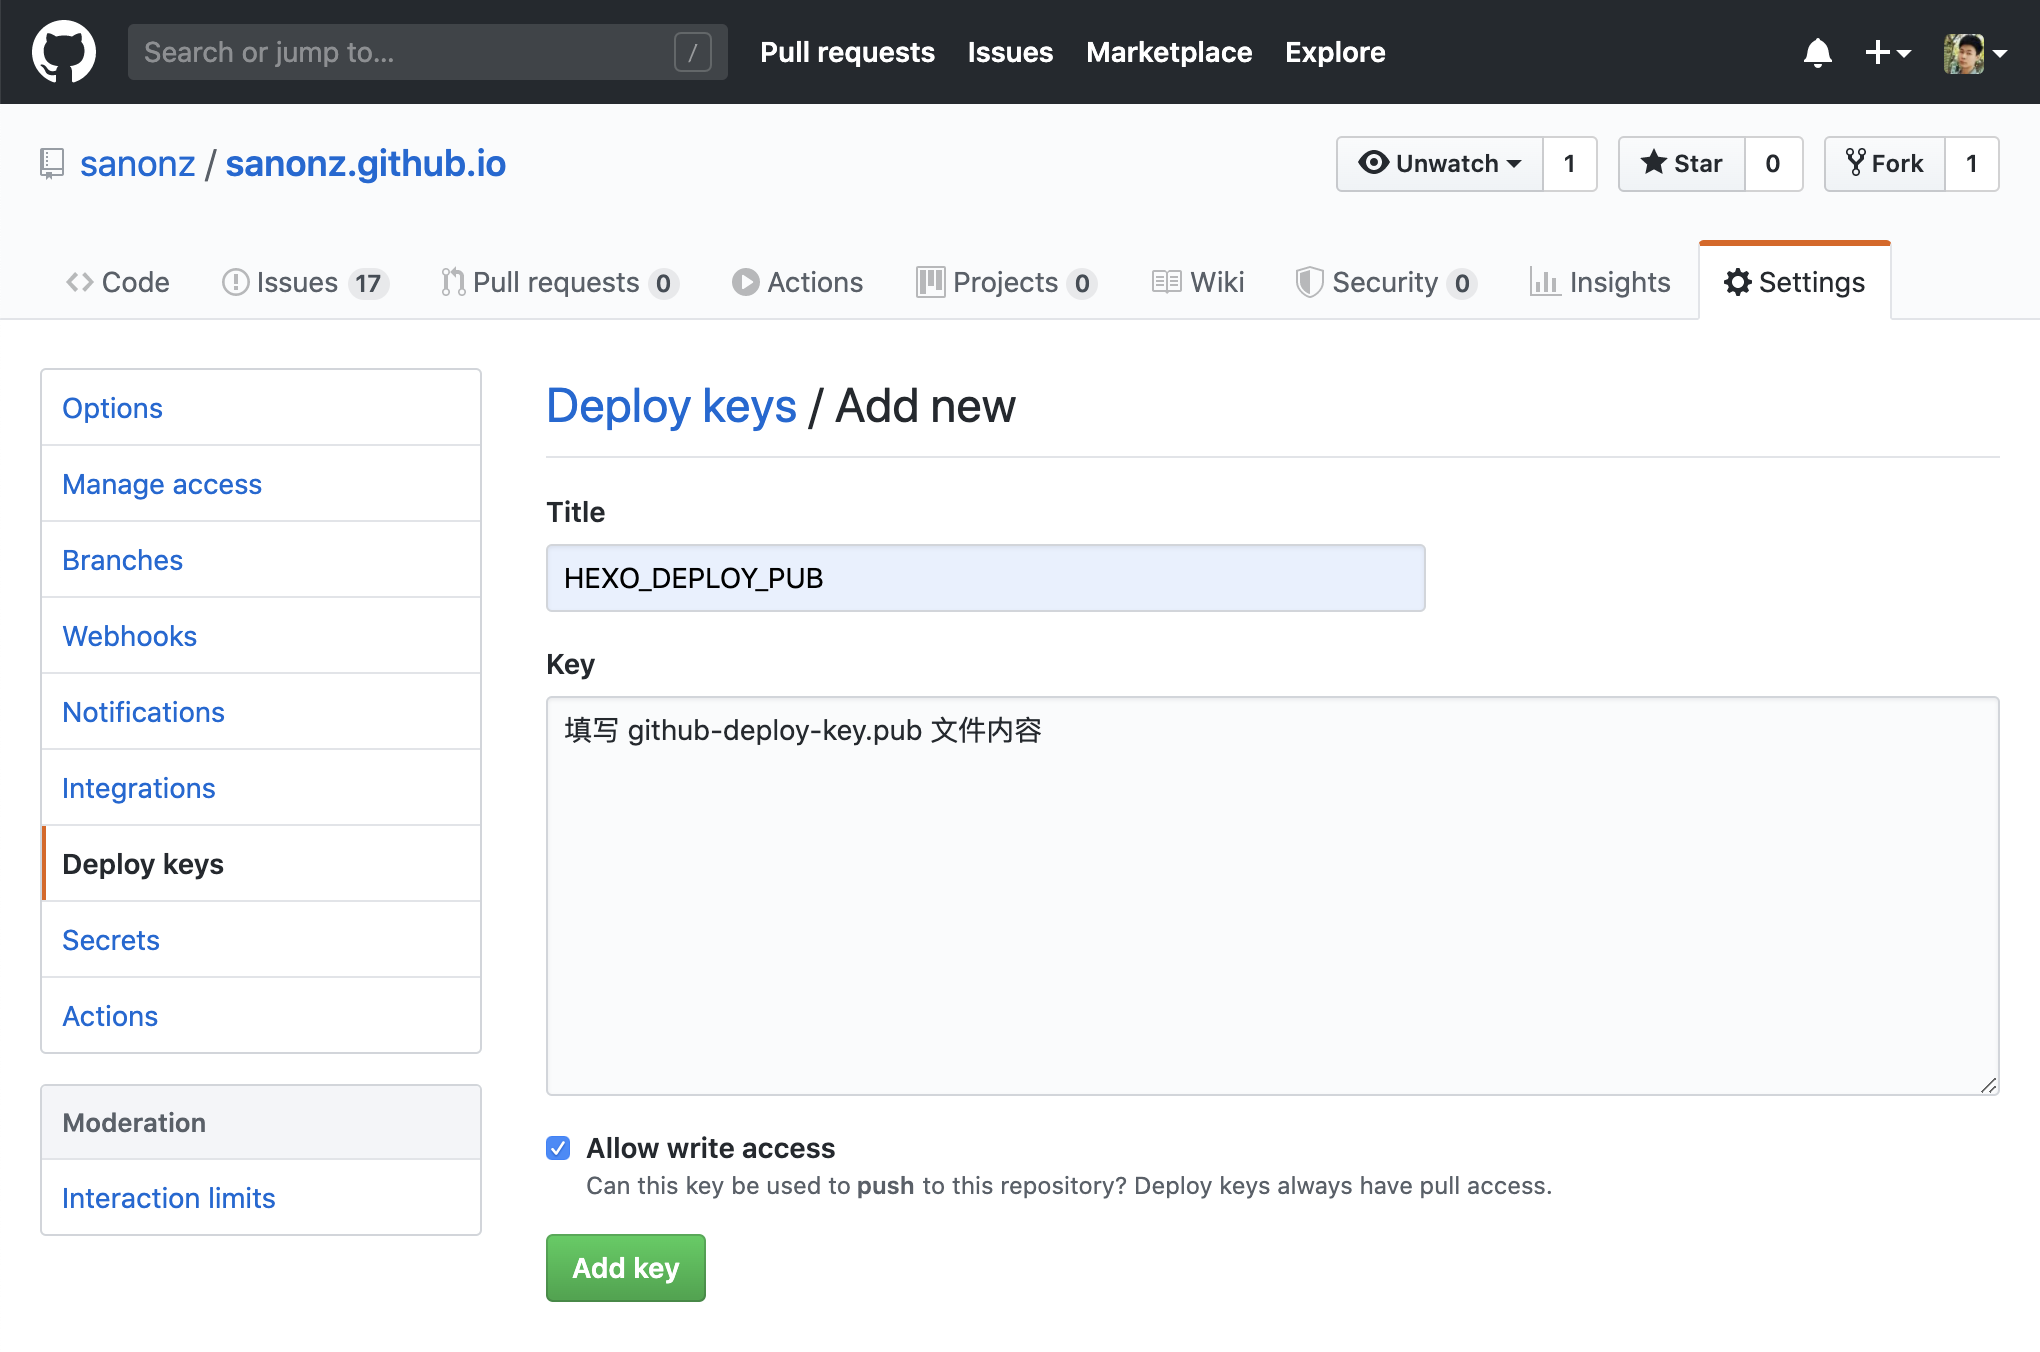 Search or jump to... / Pull requests Issues Marketplace Explore
sanonz / sanonz.github.io Unwatch 1 Star 0 Fork 1
Code Issues 17 Pull requests 0 Actions Projects 0 Wiki Security 0 Insights Settings
Options
Manage access
Branches
Webhooks
Notifications
Integrations
Deploy keys
Secrets
Actions
Moderation
Interaction limits
Deploy keys / Add new
Title
HEXO_DEPLOY_PUB
Key
填写 github-deploy-key.pub 文件内容
Allow write access
Can this key be used to push to this repository? Deploy keys always have pull access.
Add key